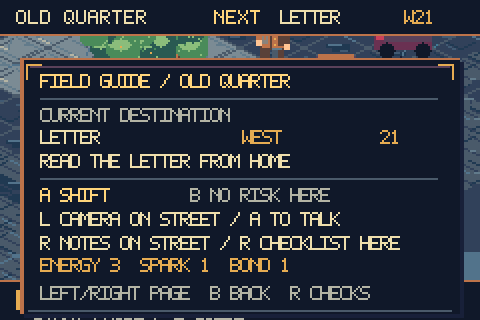 OLD QUARTER NEXT LETTER W21
FIELD GUIDE / OLD QUARTER
CURRENT DESTINATION
LETTER WEST 21
READ THE LETTER FROM HOME
A SHIFT B NO RISK HERE
L CAMERA ON STREET / A TO TALK
R NOTES ON STREET / R CHECKLIST HERE
ENERGY 3 SPARK 1 BOND 1
LEFT/RIGHT PAGE B BACK R CHECKS